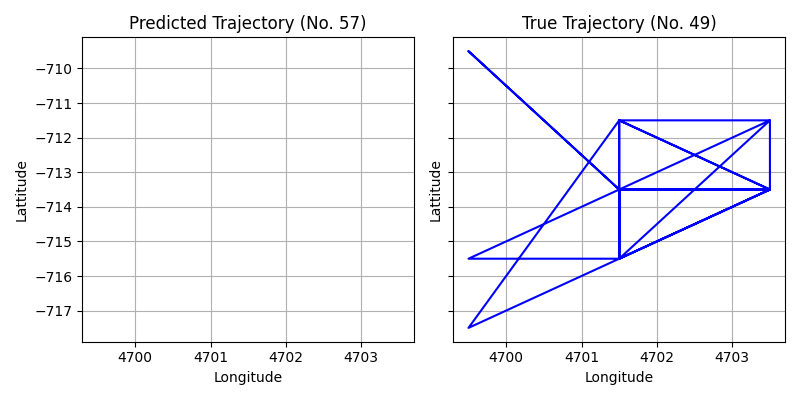 Predicted Trajectory (No. 57)
True Trajectory (No. 49)
Lattitude
−710
−711
−712
−713
−714
−715
−716
−717
4700
4701
4702
4703
Longitude
Lattitude
4700
4701
4702
4703
Longitude